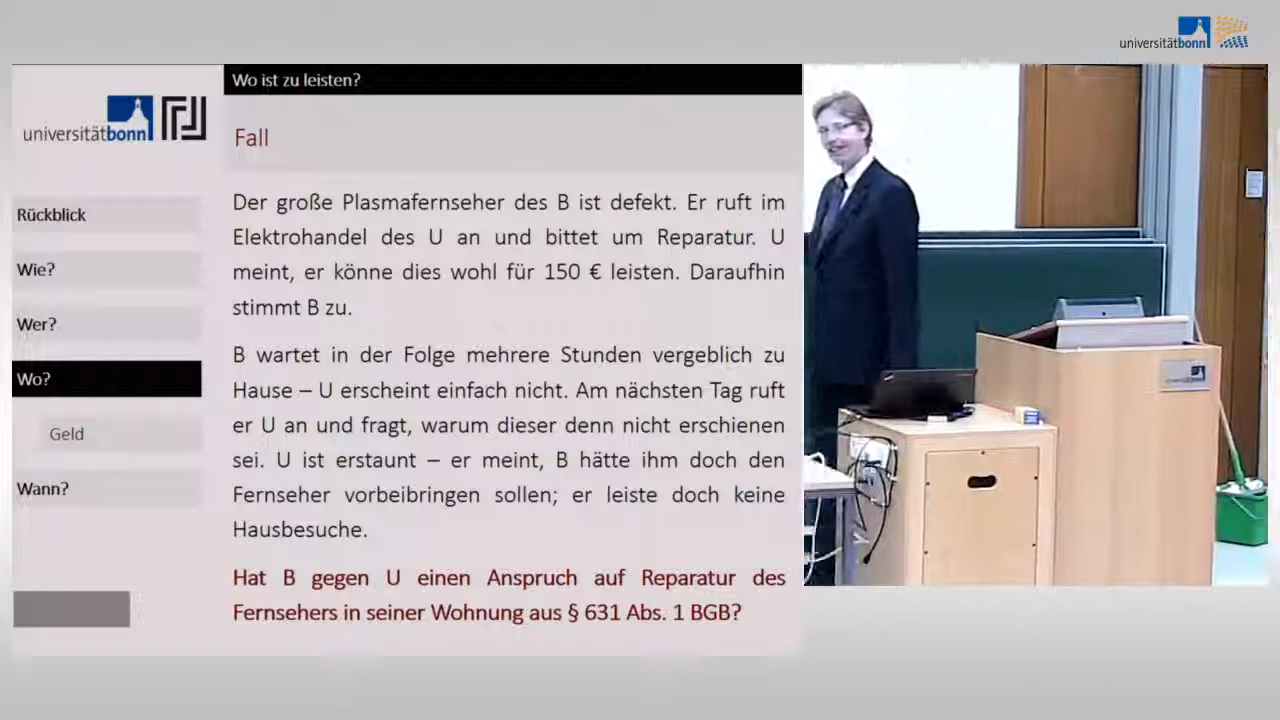 universitätbonn
Wo ist zu leisten?
universitätbonn
Fall
Rückblick
Wie?
Wer?
Wo?
Geld
Wann?
Der große Plasmafernseher des B ist defekt. Er ruft im
Elektrohandel des U an und bittet um Reparatur. U
meint, er könne dies wohl für 150 € leisten. Daraufhin
stimmt B zu.
B wartet in der Folge mehrere Stunden vergeblich zu
Hause – U erscheint einfach nicht. Am nächsten Tag ruft
er U an und fragt, warum dieser denn nicht erschienen
sei. U ist erstaunt – er meint, B hätte ihm doch den
Fernseher vorbeibringen sollen; er leiste doch keine
Hausbesuche.
Hat B gegen U einen Anspruch auf Reparatur des
Fernsehers in seiner Wohnung aus § 631 Abs. 1 BGB?